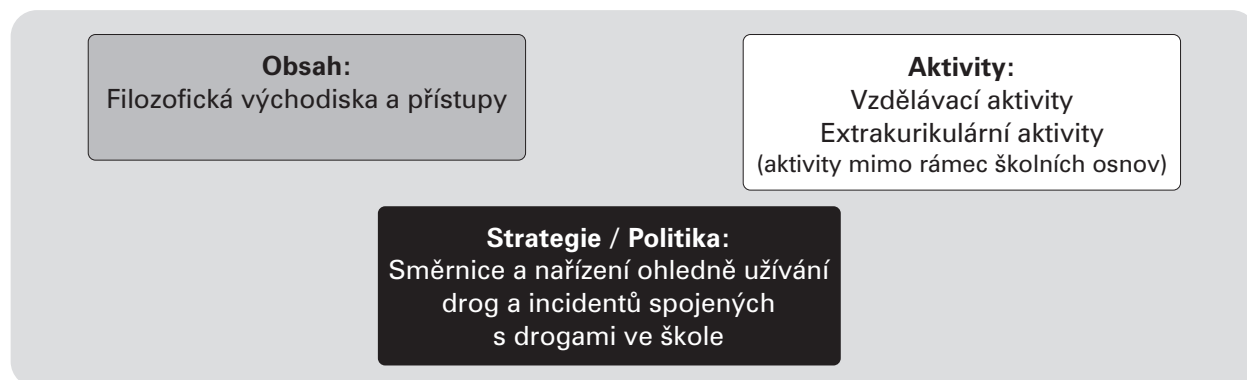 Obsah:
Filozofická východiska a přístupy
Aktivity:
Vzdělávací aktivity
Extrakurikulární aktivity
(aktivity mimo rámec školních osnov)
Strategie / Politika:
Směrnice a nařízení ohledně užívání
drog a incidentů spojených
s drogami ve škole